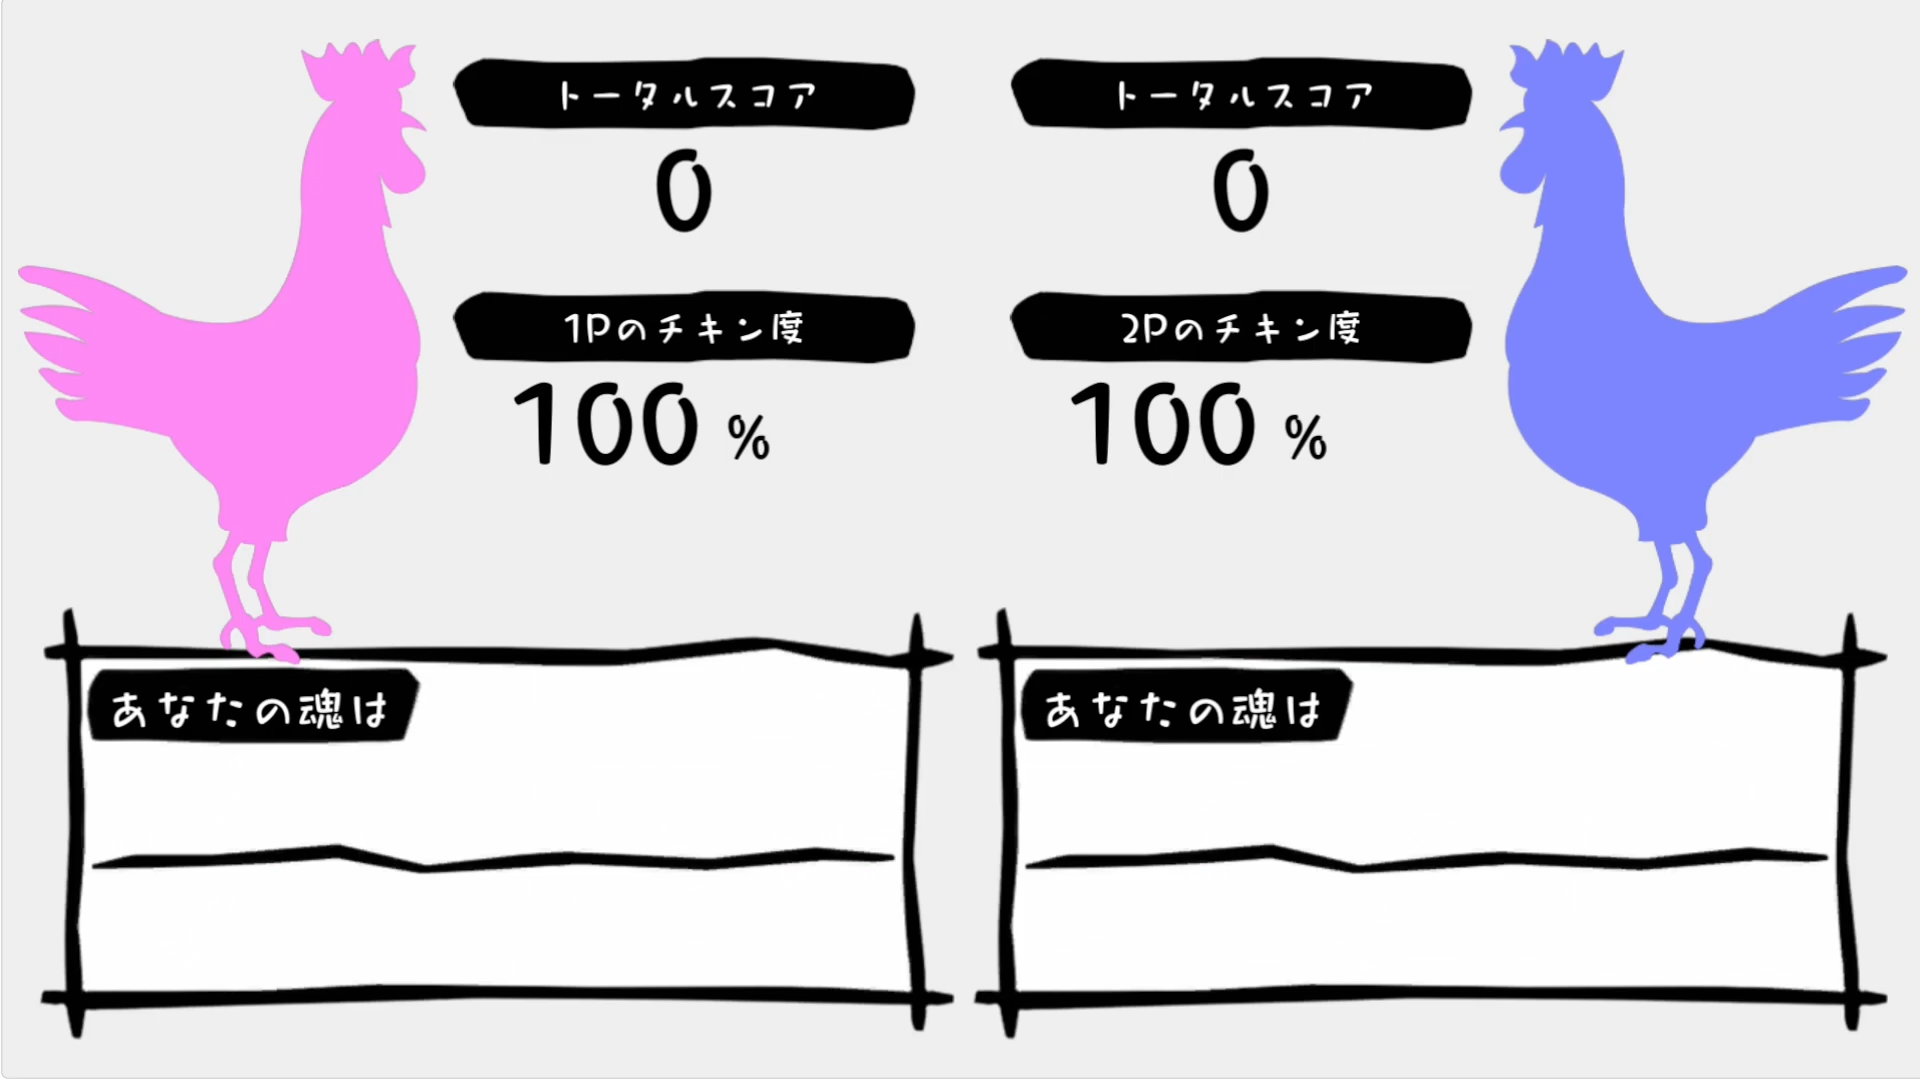 トータルスコア
0
1Pのチキン度
100 %
あなたの魂は
トータルスコア
0
2Pのチキン度
100 %
あなたの魂は